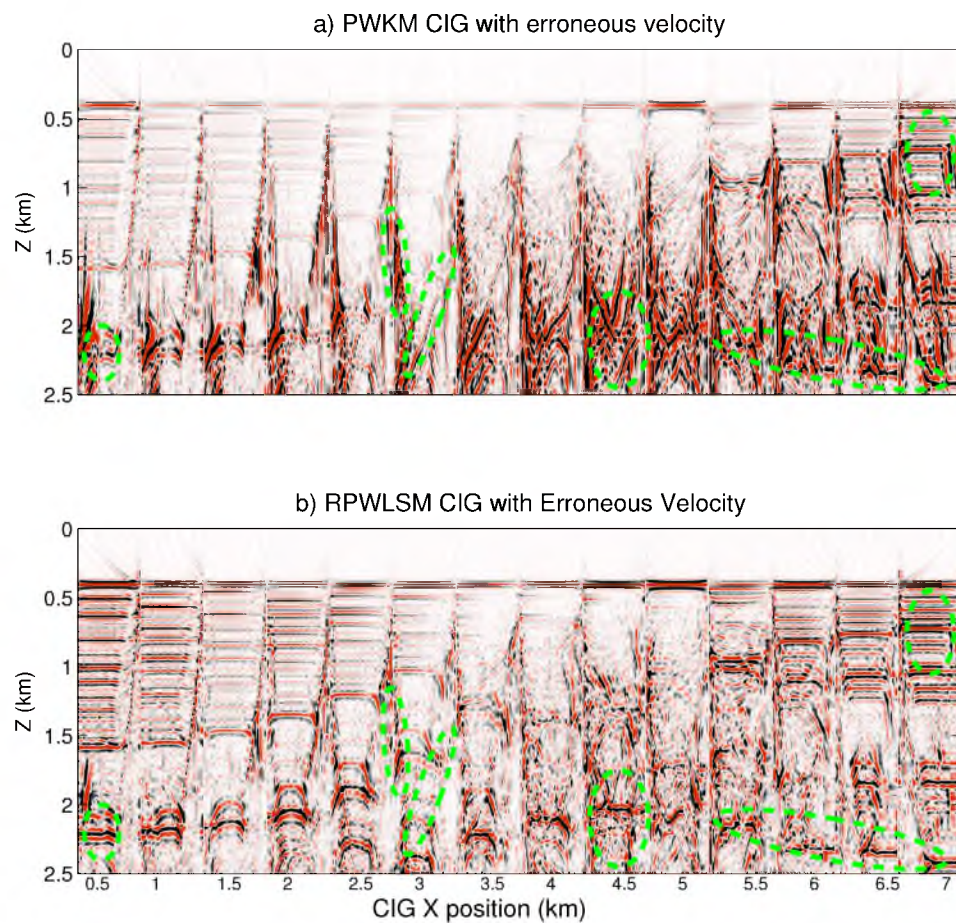 a) PWKM CIG with erroneous velocity
0
0.5
1
1.5
2
2.5
Z (km)
b) RPWLSM CIG with Erroneous Velocity
0
0.5
1
1.5
2
2.5
Z (km)
0.5 1 1.5 2 2.5 3 3.5 4 4.5 5 5.5 6 6.5 7
CIG X position (km)